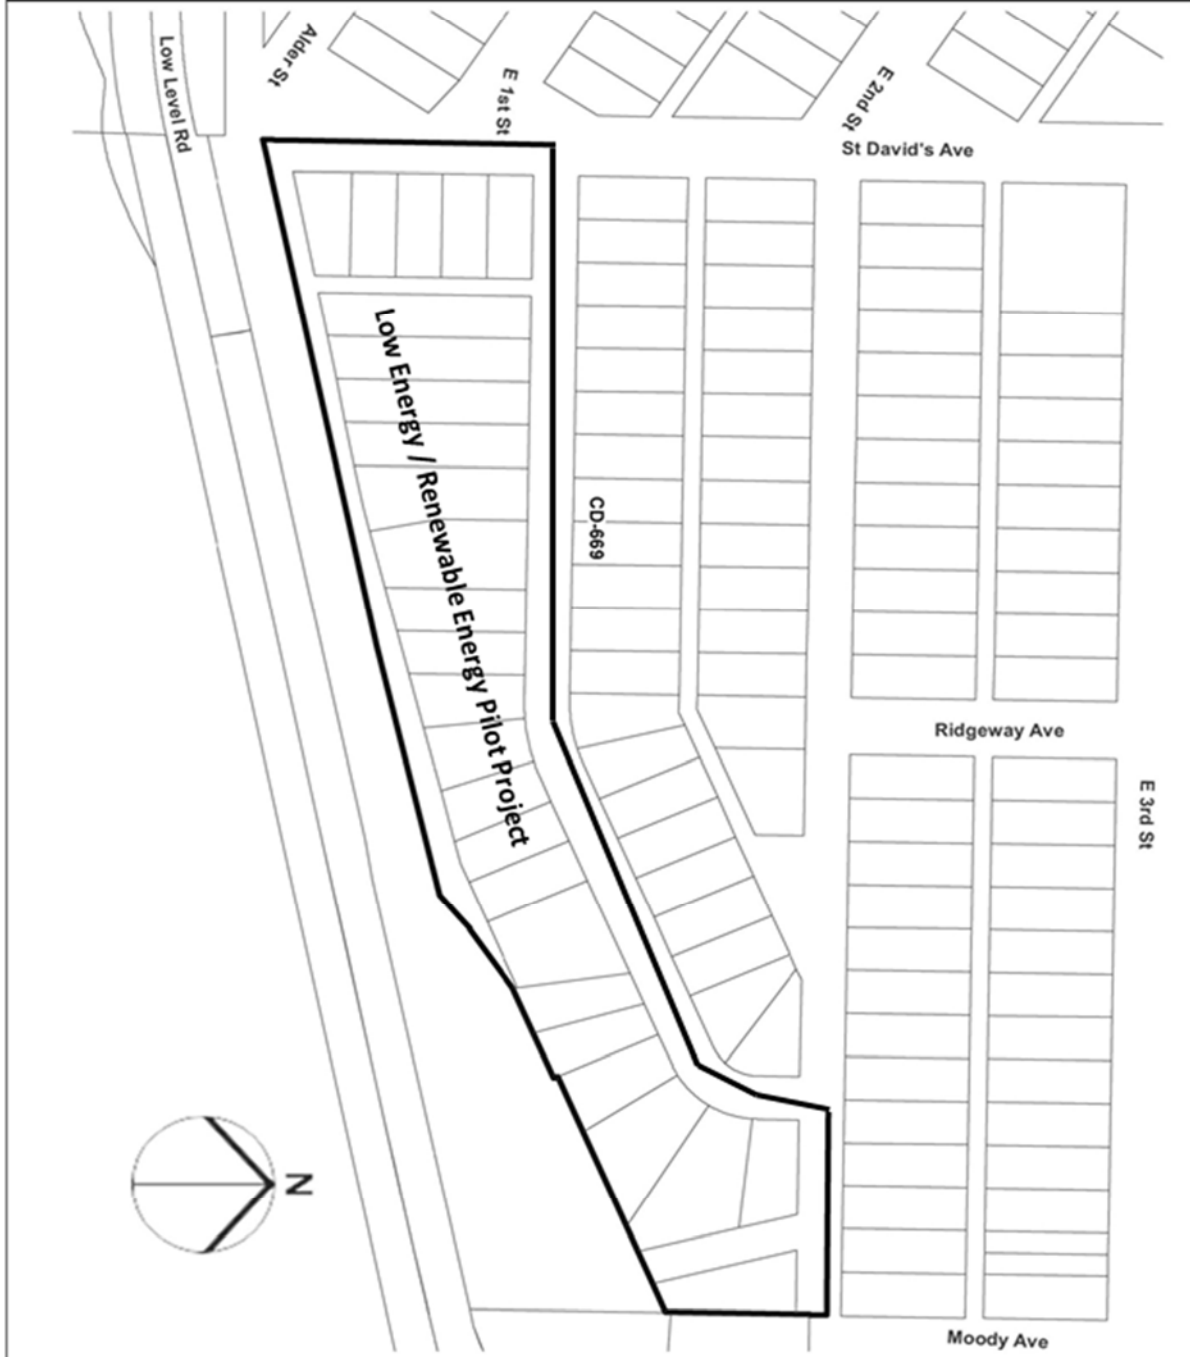 Low Level Rd
Alder St
E 1st St
E 2nd St
St David's Ave
Low Energy / Renewable Energy Pilot Project
CD-669
Ridgeway Ave
E 3rd St
N
Moody Ave